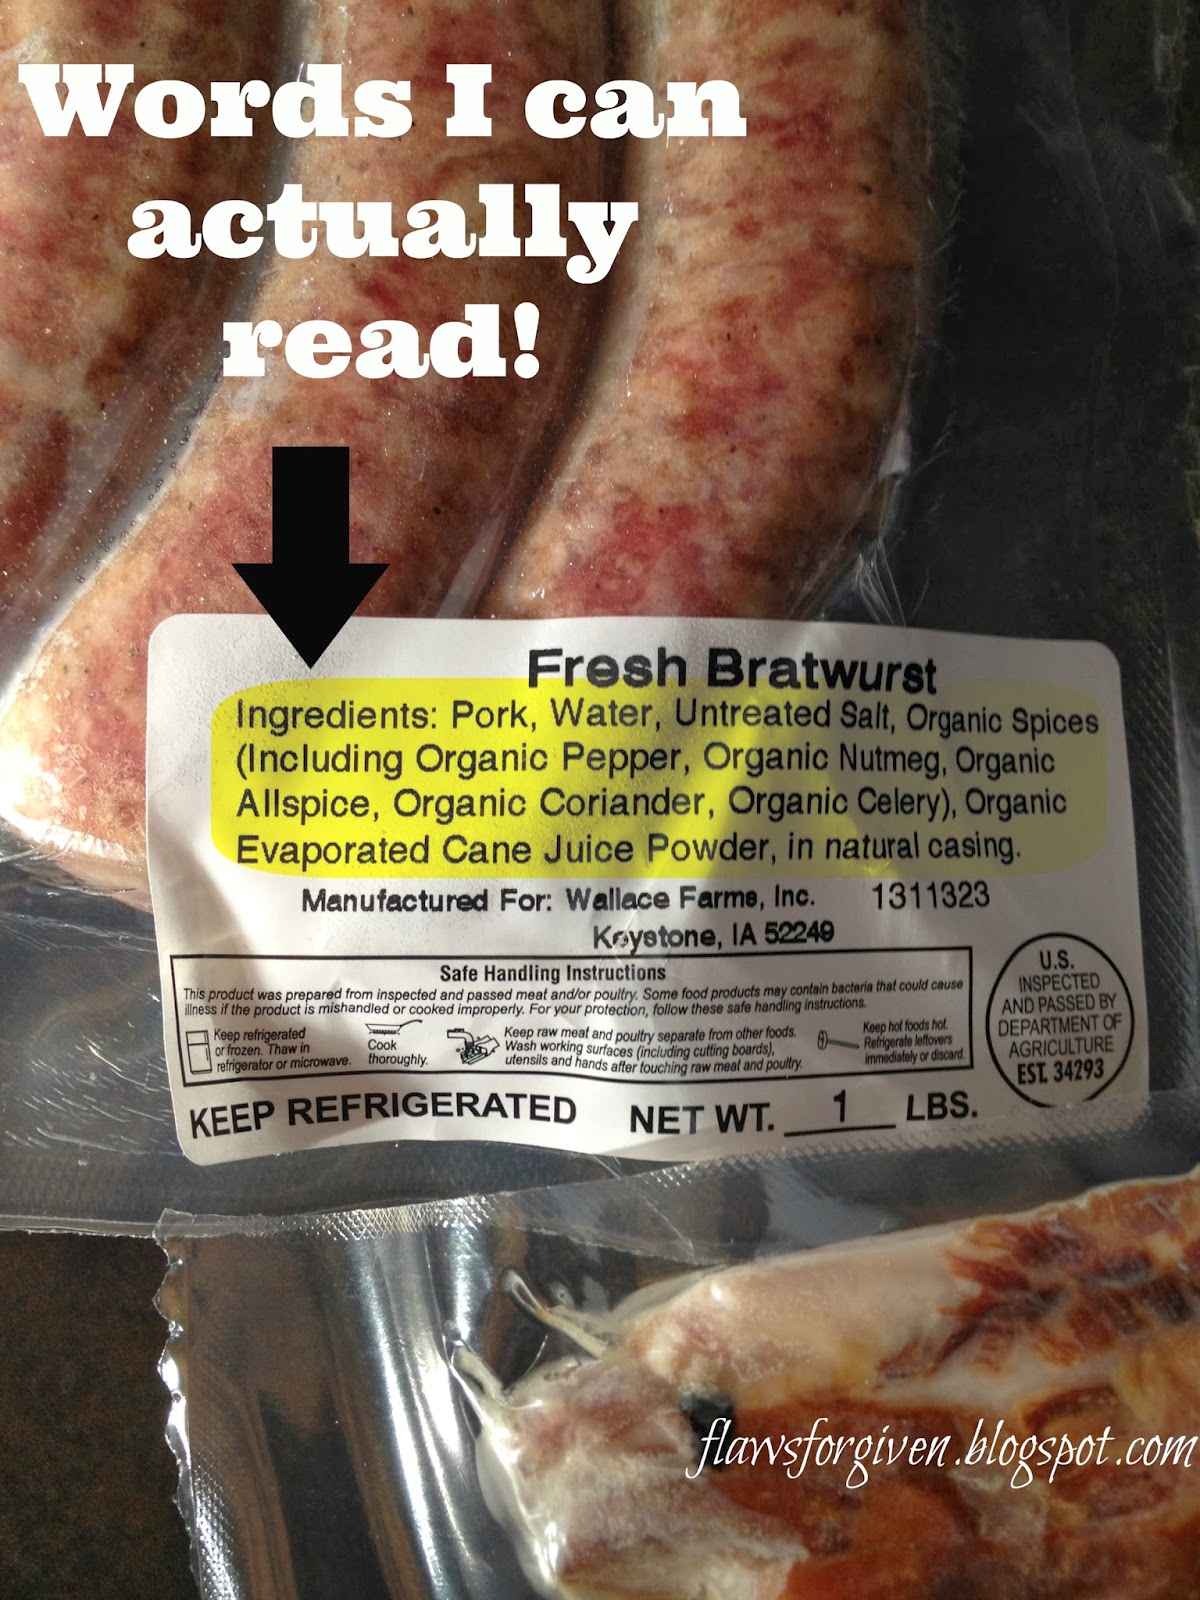 Words I can
actually
read!
Fresh Bratwurst
Ingredients: Pork, Water, Untreated Salt, Organic Spices
(Including Organic Pepper, Organic Nutmeg, Organic
Allspice, Organic Coriander, Organic Celery), Organic
Evaporated Cane Juice Powder, in natural casing.
Manufactured For: Wallace Farms, Inc. 1311323
Keystone, IA 52249
Safe Handling Instructions
This product was prepared from inspected and passed meat and/or poultry. Some food products may contain bacteria that could cause
illness if the product is mishandled or cooked improperly. For your protection, follow these safe handling instructions.
Keep refrigerated
or frozen. Thaw in
refrigerator or microwave.
Cook
thoroughly.
Keep raw meat and poultry separate from other foods.
Wash working surfaces (including cutting boards),
utensils and hands after touching raw meat and poultry.
Keep hot foods hot.
Refrigerate leftovers
immediately or discard.
U.S.
INSPECTED
AND PASSED BY
DEPARTMENT OF
AGRICULTURE
EST. 34293
KEEP REFRIGERATED NET WT. 1 LBS.
flawsforgiven.blogspot.com